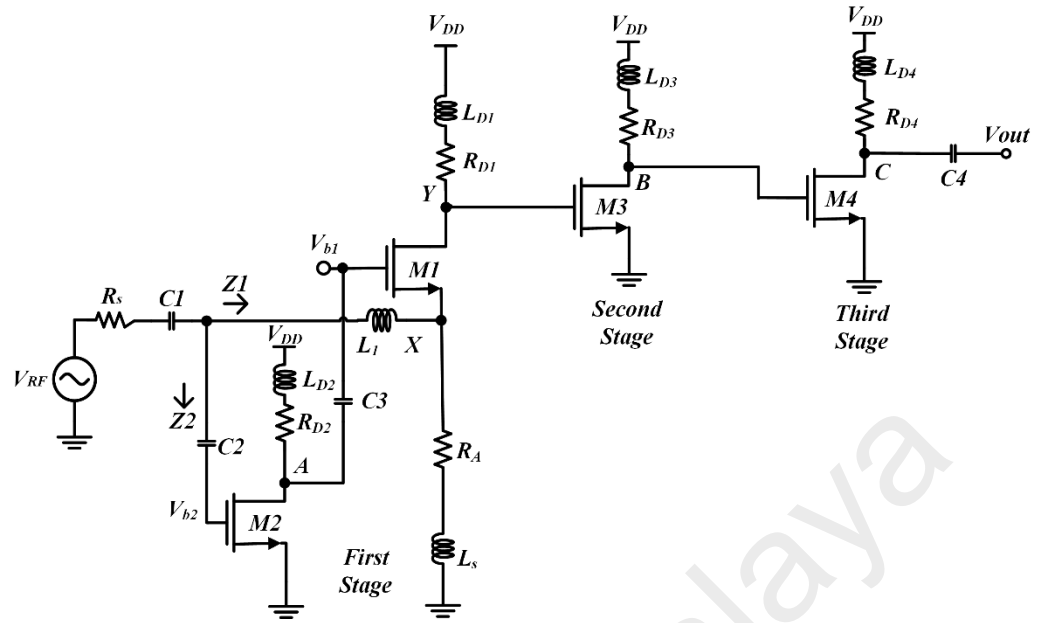 VDD
VDD
VDD
LD1
LD3
LD4
RD1
RD3
RD4
Vout
Y
B
C
C4
M3
M4
Vb1
M1
Rs
C1
Z1
Second
Stage
Third
Stage
VDD
L1
X
VRF
LD2
Z2
C2
RD2
C3
A
RA
Vb2
M2
First
Stage
Ls
elaya